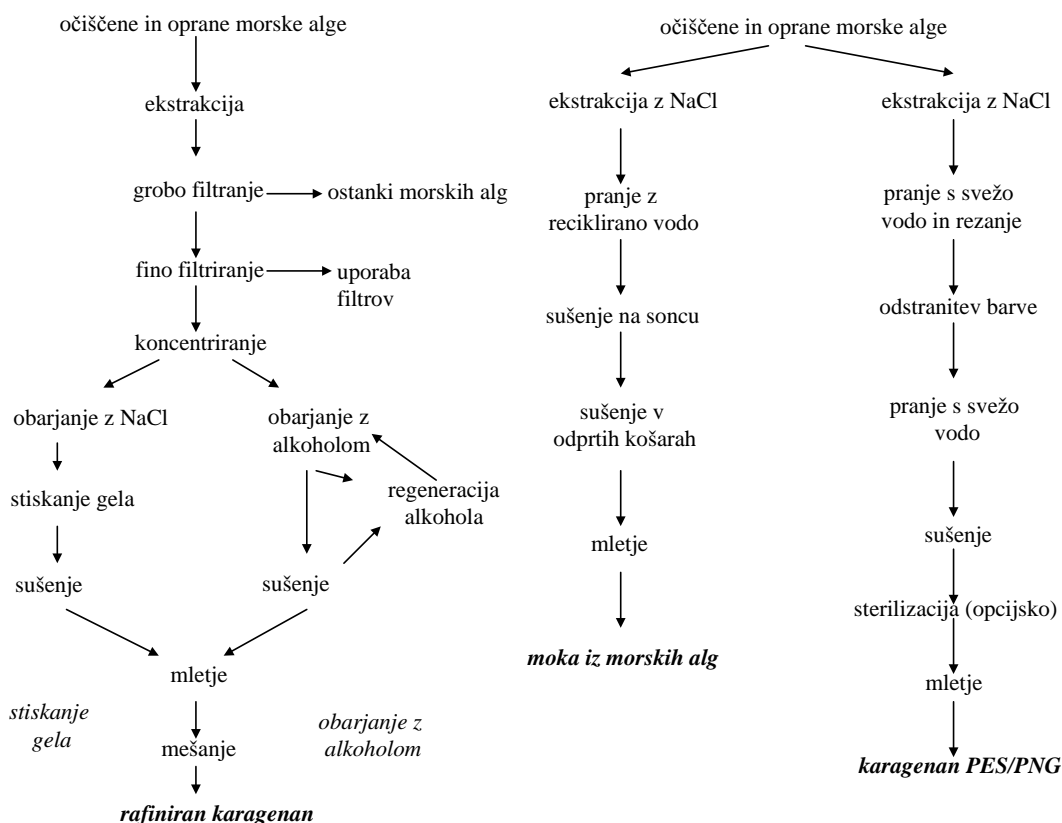 očiščene in oprane morske alge
ekstrakcija
grobo filtranje
ostanki morskih alg
fino filtriranje
uporaba
filtrov
koncentriranje
obarjanje z NaCl
obarjanje z
alkoholom
stiskanje gela
regeneracija
alkohola
sušenje
sušenje
mletje
stiskanje
gela
obarjanje z
alkoholom
mešanje
rafiniran karagenan
očiščene in oprane morske alge
ekstrakcija z NaCl
pranje z
reciklirano vodo
sušenje na soncu
sušenje v
odprtih košarah
mletje
moka iz morskih alg
ekstrakcija z NaCl
pranje s svežo
vodo in rezanje
odstranitev barve
pranje s svežo
vodo
sušenje
sterilizacija (opcijsko)
mletje
karagenan PES/PNG